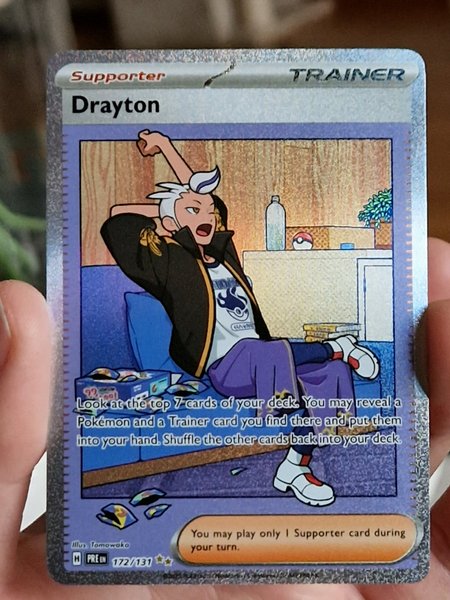 Supporter
TRAINER
Drayton
Look at the top 7 cards of your deck. You may reveal a
Pokémon and a Trainer card you find there and put them
into your hand. Shuffle the other cards back into your deck.
Illus. Tomowaka
You may play only 1 Supporter card during
your turn.
H PRE EN 172/131